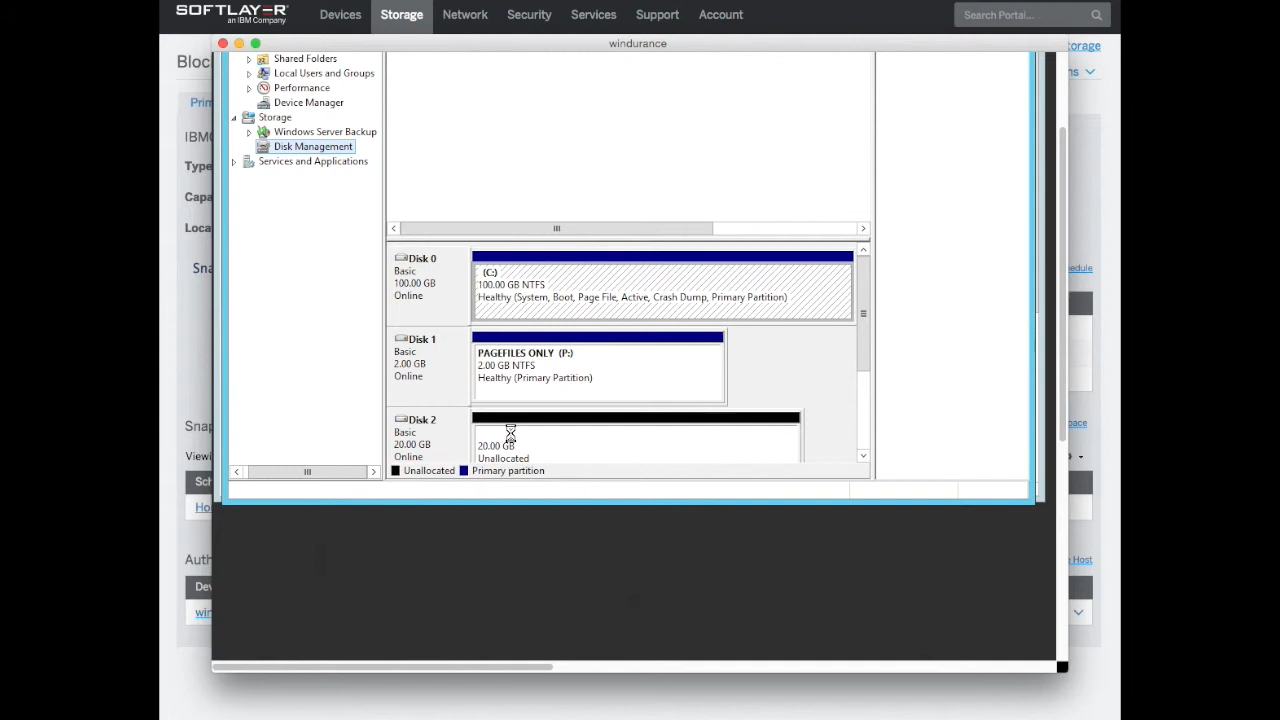 SOFTLAYER
an IBM Company
Devices
Storage
Network
Security
Services
Support
Account
Search Portal...
windurance
Shared Folders
Local Users and Groups
Performance
Device Manager
Storage
Windows Server Backup
Disk Management
Services and Applications
Disk 0
Basic
100.00 GB
Online
(C:)
100.00 GB NTFS
Healthy (System, Boot, Page File, Active, Crash Dump, Primary Partition)
Disk 1
Basic
2.00 GB
Online
PAGEFILES ONLY (P:)
2.00 GB NTFS
Healthy (Primary Partition)
Disk 2
Basic
20.00 GB
Online
20.00 GB
Unallocated
Unallocated
Primary partition